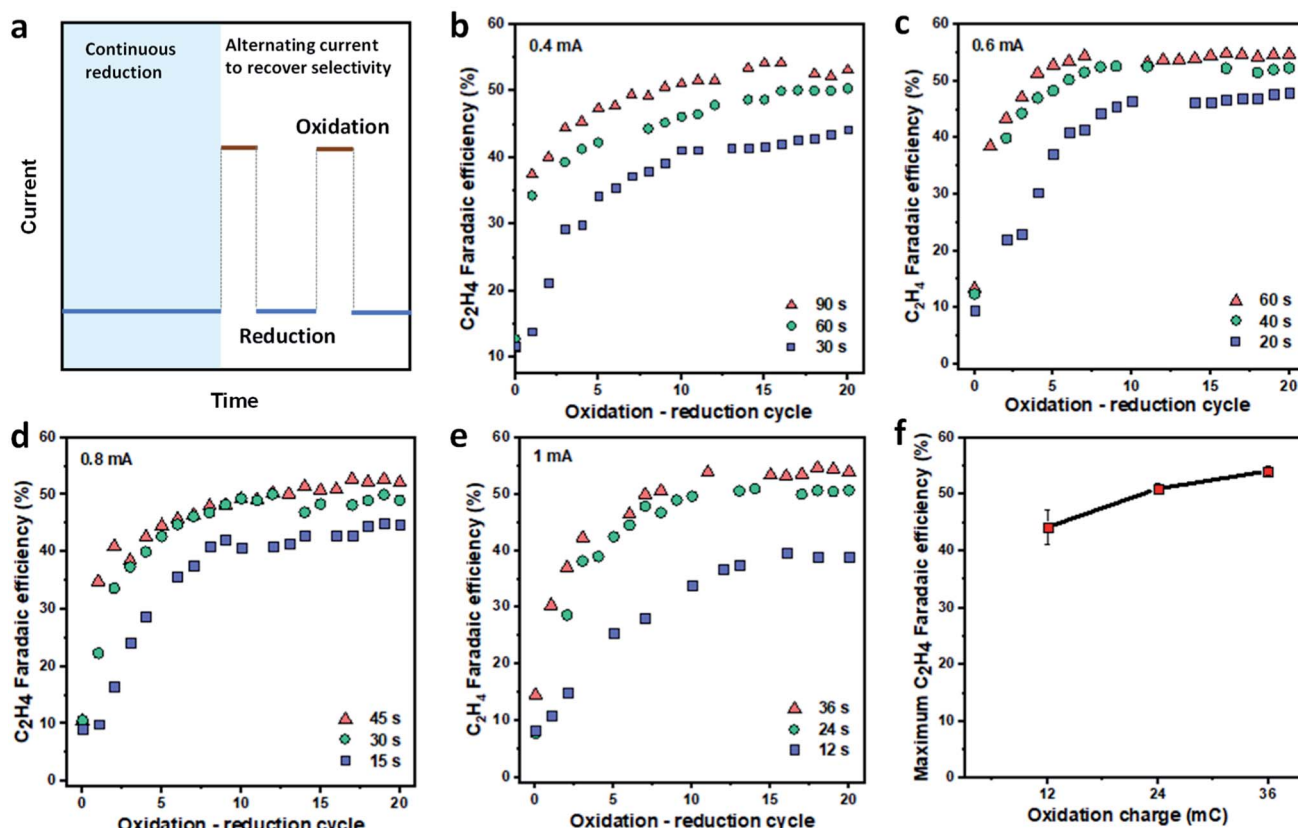 a
Continuous
reduction
Alternating current
to recover selectivity
Oxidation
Reduction
Current
Time
b
0.4 mA
C₂H₄ Faradaic efficiency (%)
60
50
40
30
20
10
90 s
60 s
30 s
0
5
10
15
20
Oxidation - reduction cycle
c
0.6 mA
C₂H₄ Faradaic efficiency (%)
60
50
40
30
20
10
0
60 s
40 s
20 s
0
5
10
15
20
Oxidation - reduction cycle
d
0.8 mA
C₂H₄ Faradaic efficiency (%)
60
50
40
30
20
10
0
45 s
30 s
15 s
0
5
10
15
20
Oxidation - reduction cycle
e
1 mA
C₂H₄ Faradaic efficiency (%)
60
50
40
30
20
10
0
36 s
24 s
12 s
0
5
10
15
20
Oxidation - reduction cycle
f
Maximum C₂H₄ Faradaic efficiency (%)
60
50
40
30
20
10
0
12
24
36
Oxidation charge (mC)